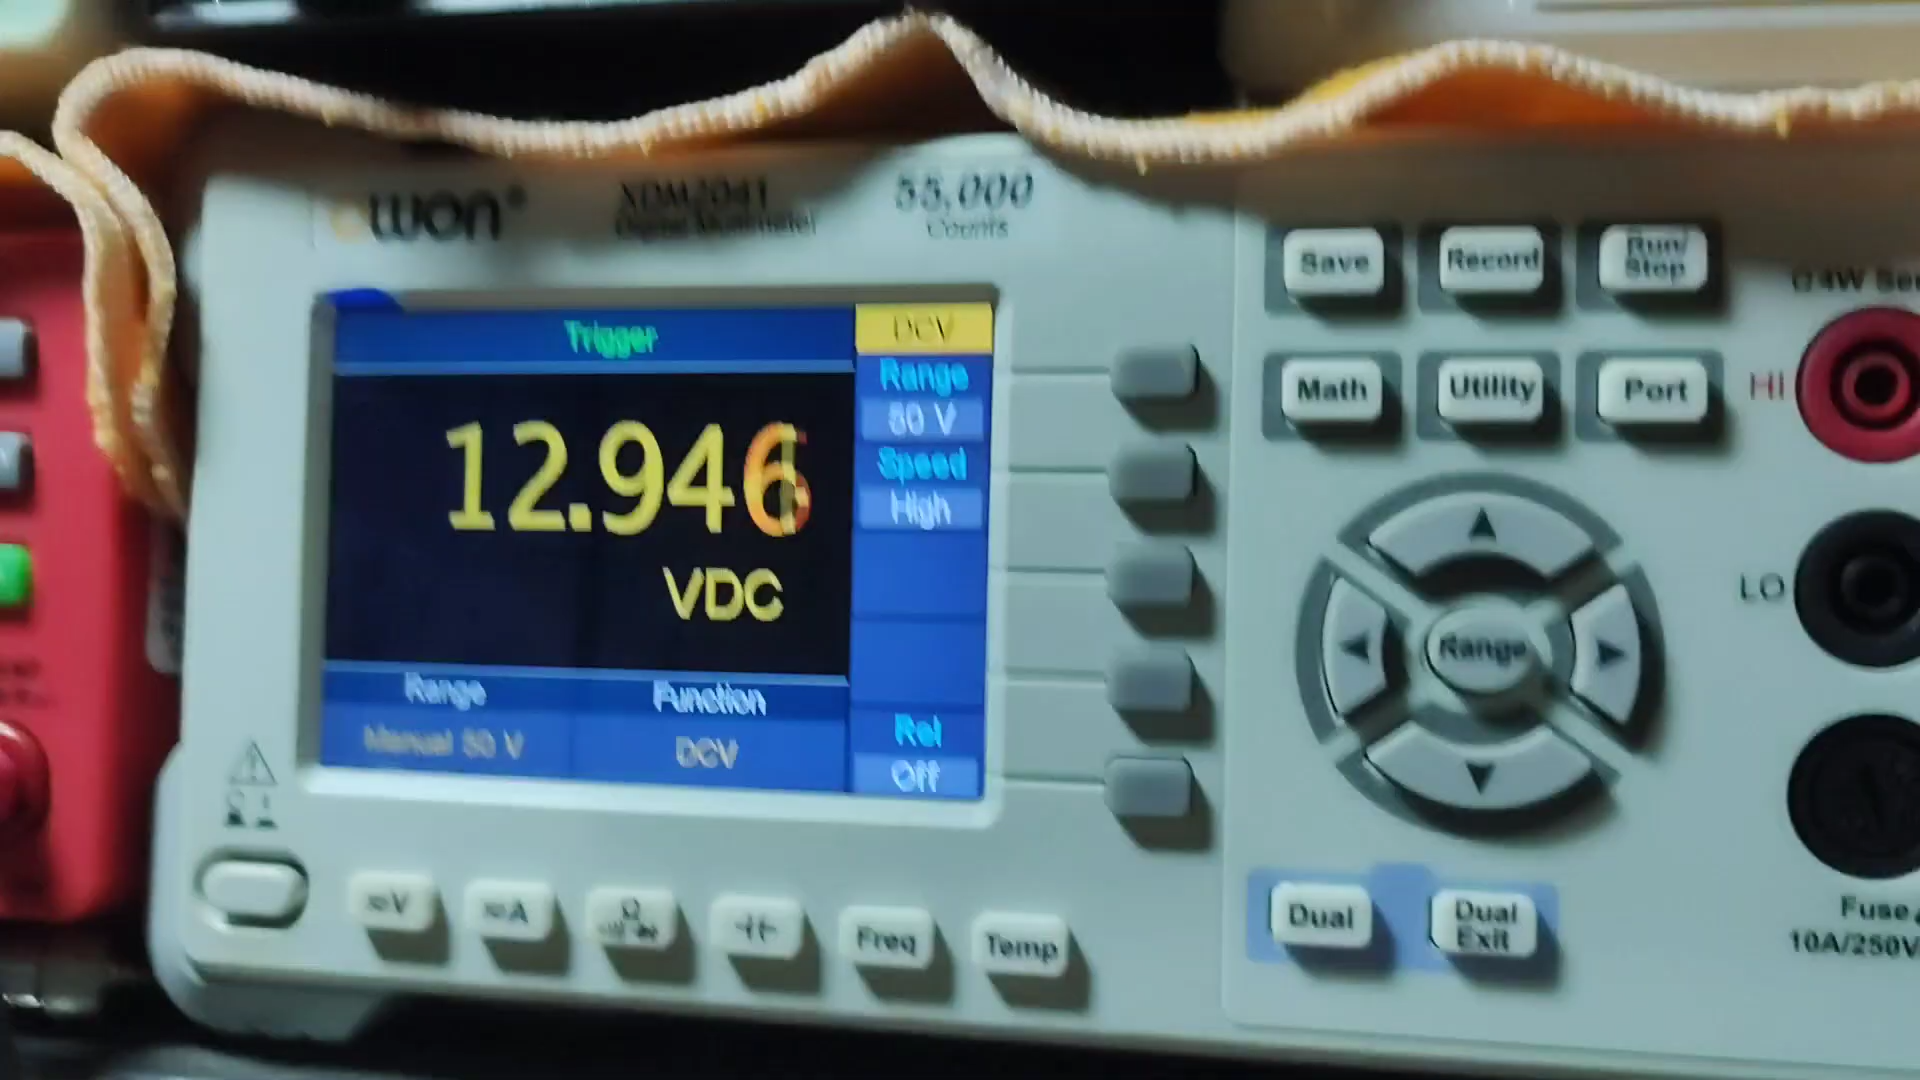 owon®
XDM2041
Digital Multimeter
55,000
Counts
Trigger
DCV
Range
50 V
Speed
High
12.946
VDC
Range
Manual 50 V
Function
DCV
Rel
Off
Save
Record
Run/
Stop
Math
Utility
Port
Range
HI
LO
V
A
Ω
Freq
Temp
Dual
Dual
Exit
Fuse
10A/250V